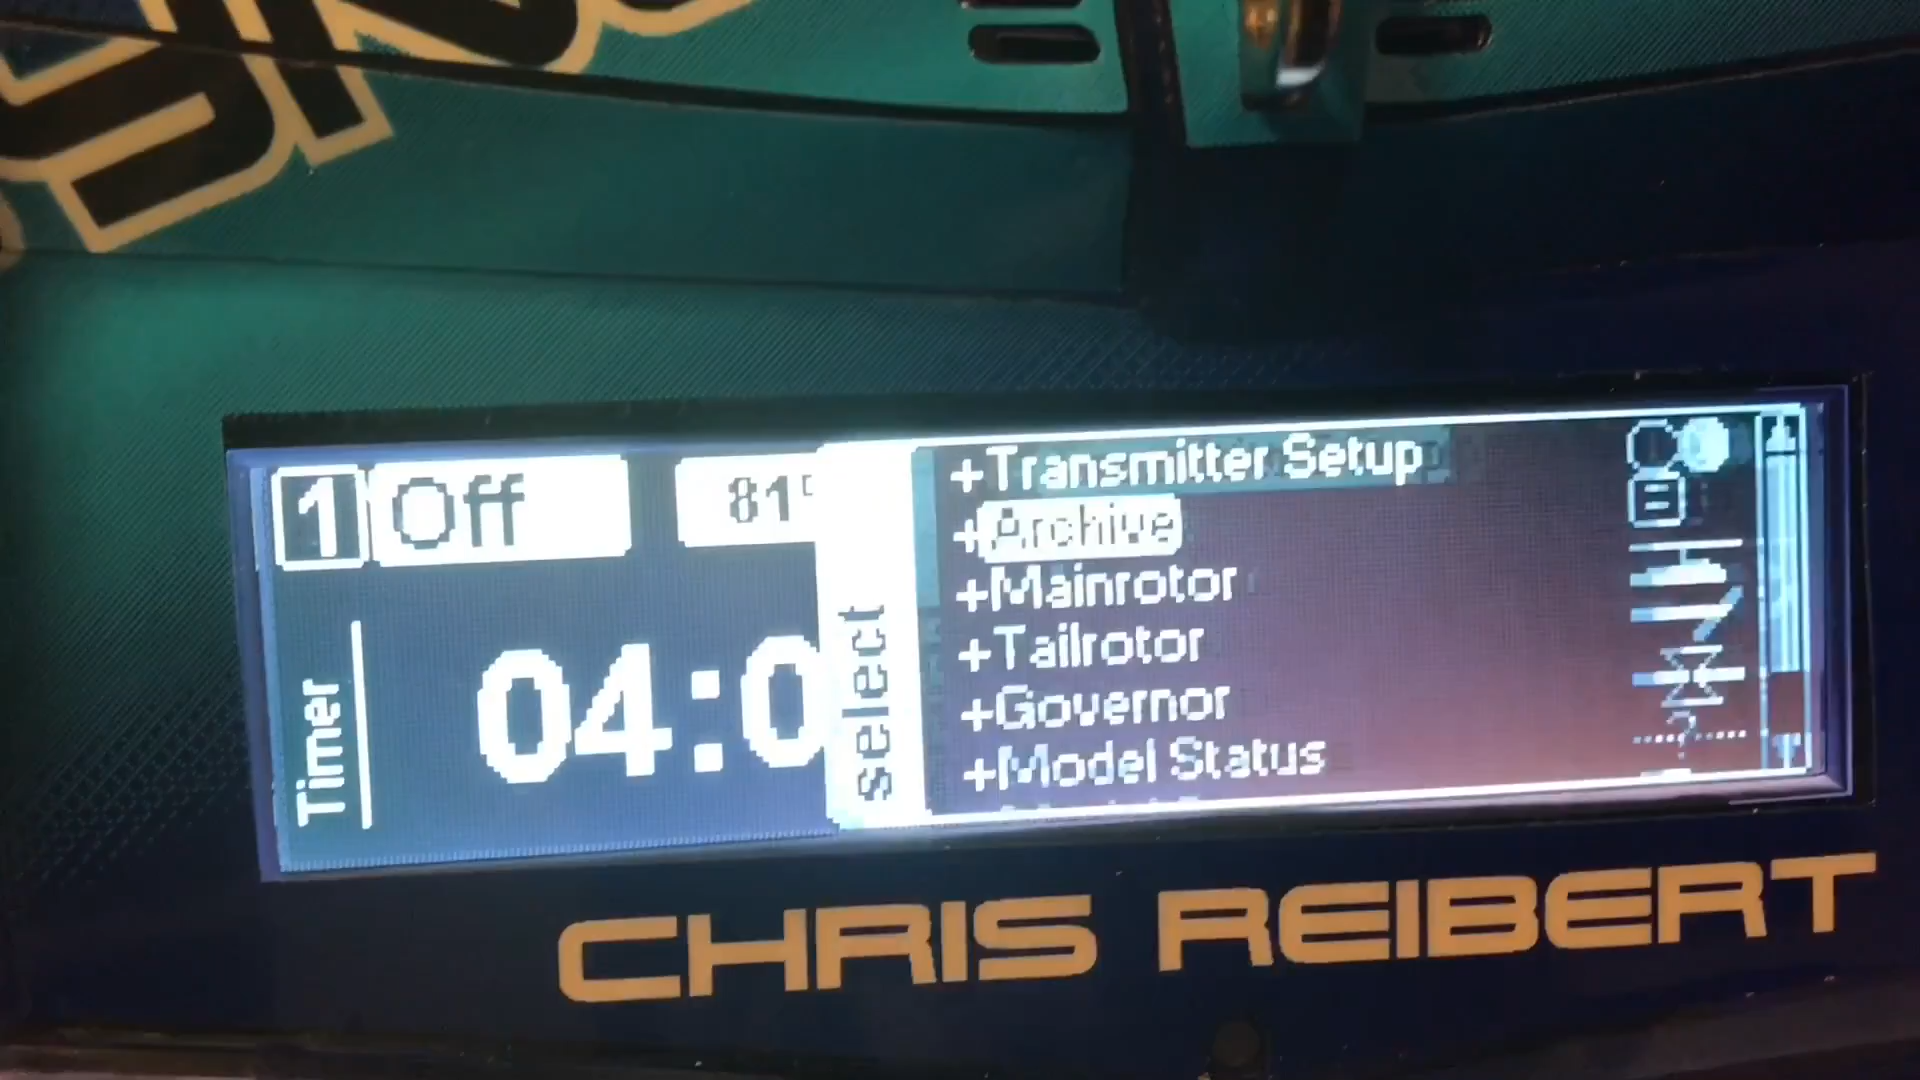 1 Off
81°
Timer
04:0
select
+Transmitter Setup
+Archive
+Mainrotor
+Tailrotor
+Governor
+Model Status
CHRIS REIBERT